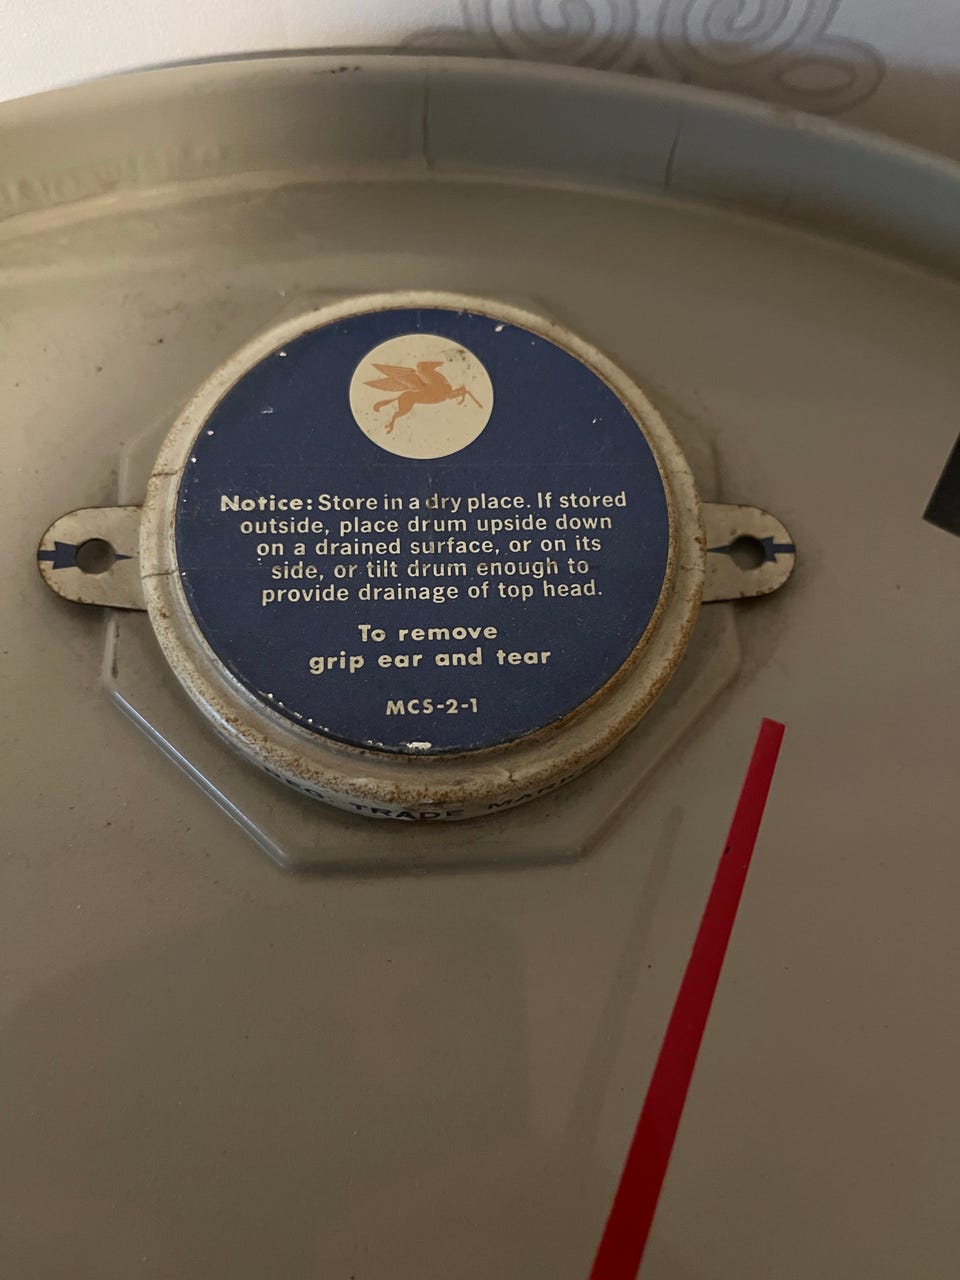 Notice: Store in a dry place. If stored
outside, place drum upside down
on a drained surface, or on its
side, or tilt drum enough to
provide drainage of top head.
To remove
grip ear and tear
MCS-2-1
REG. TRADE MARK